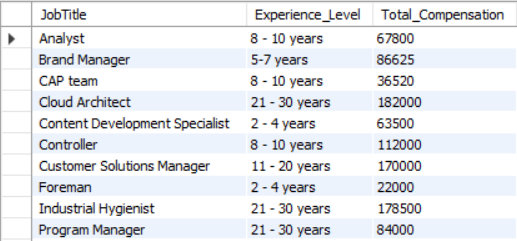 JobTitle Experience_Level Total_Compensation
Analyst 8 - 10 years 67800
Brand Manager 5-7 years 86625
CAP team 8 - 10 years 36520
Cloud Architect 21 - 30 years 182000
Content Development Specialist 2 - 4 years 63500
Controller 8 - 10 years 112000
Customer Solutions Manager 11 - 20 years 170000
Foreman 2 - 4 years 22000
Industrial Hygienist 21 - 30 years 178500
Program Manager 21 - 30 years 84000